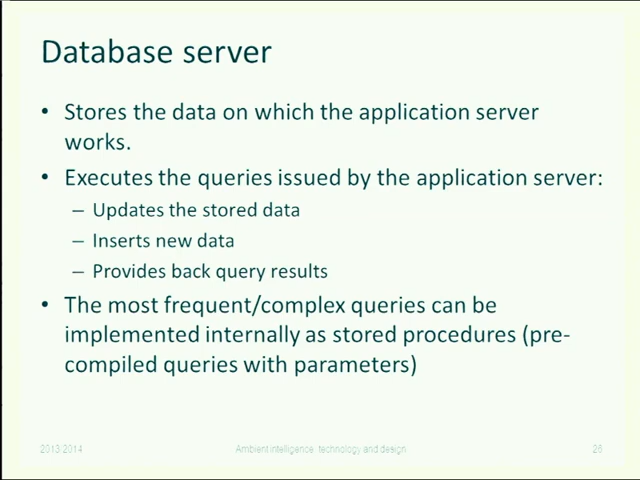 Database server
• Stores the data on which the application server
works.
• Executes the queries issued by the application server:
– Updates the stored data
– Inserts new data
– Provides back query results
• The most frequent/complex queries can be
implemented internally as stored procedures (pre-
compiled queries with parameters)
2013 2014 Ambient intelligence: technology and design 26